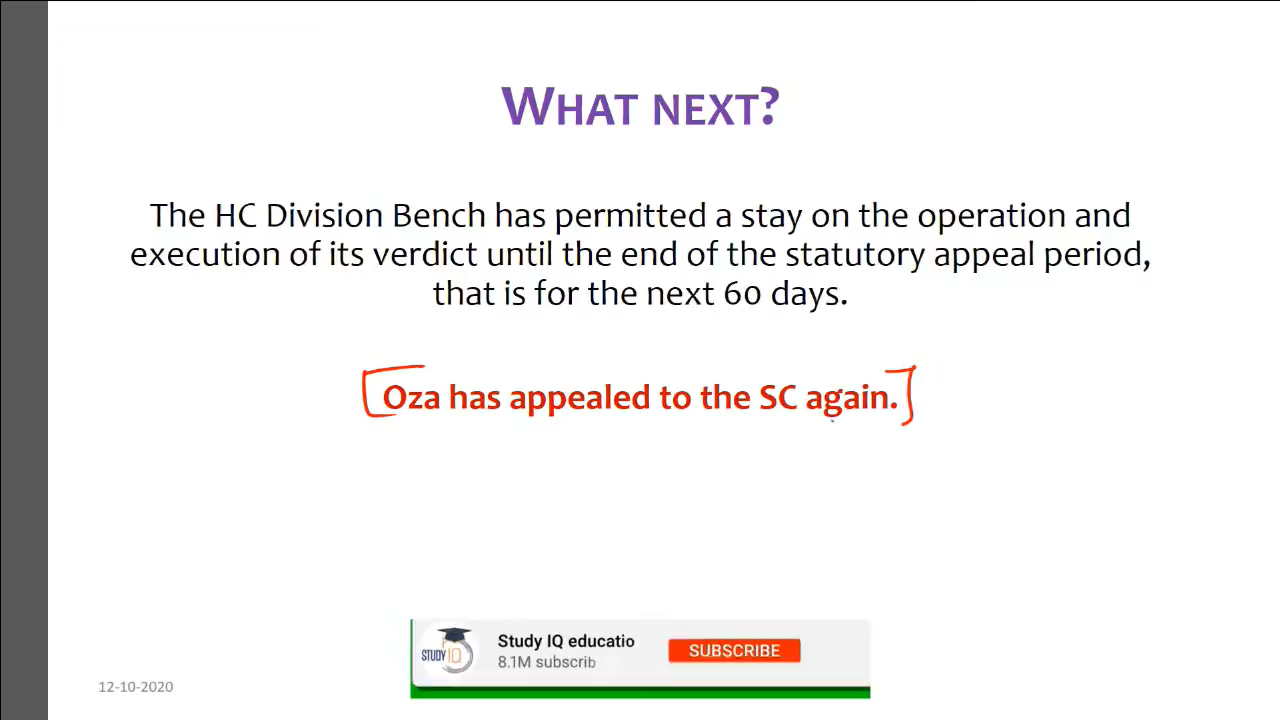 WHAT NEXT?
The HC Division Bench has permitted a stay on the operation and
execution of its verdict until the end of the statutory appeal period,
that is for the next 60 days.
Oza has appealed to the SC again.
STUDY IQ
Study IQ educatio
8.1M subscrib
SUBSCRIBE
12-10-2020